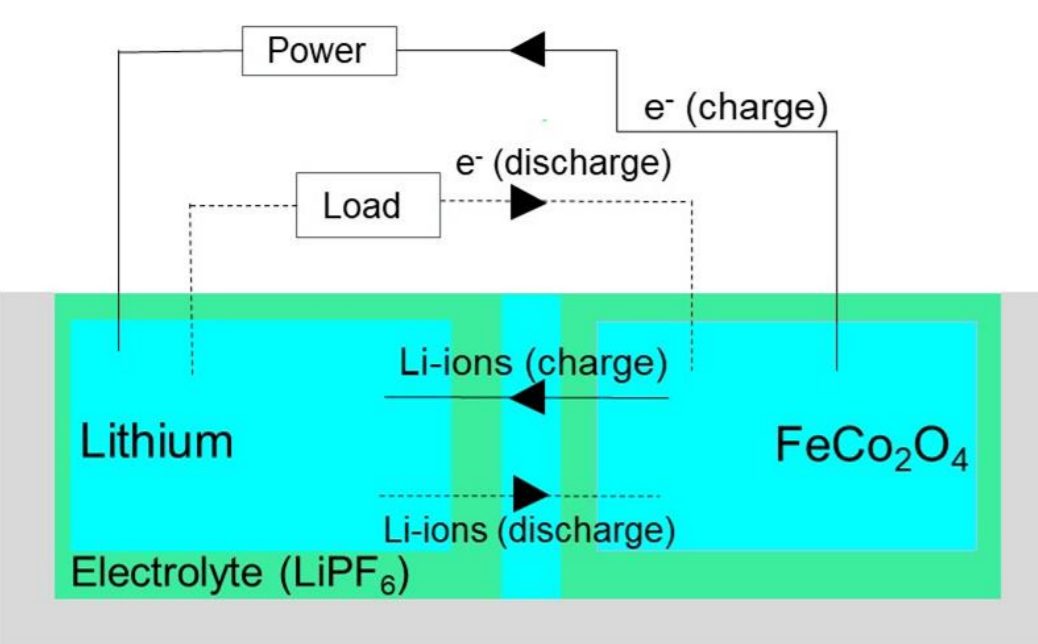 Power
e⁻ (charge)
e⁻ (discharge)
Load
Li-ions (charge)
Lithium
FeCo₂O₄
Li-ions (discharge)
Electrolyte (LiPF₆)